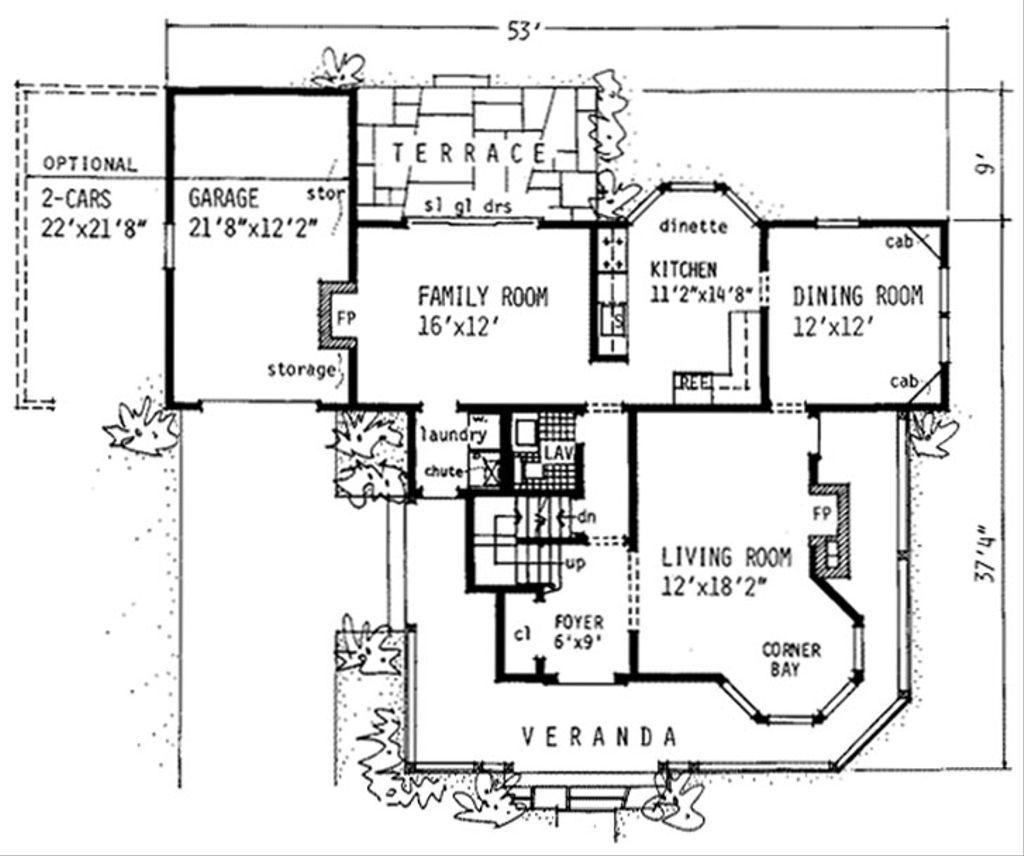 53'
TERRACE
9'
OPTIONAL
2-CARS
22'x21'8"
GARAGE
21'8"x12'2"
stor
sl gl drs
dinette
cab
KITCHEN
11'2"x14'8"
FAMILY ROOM
16'x12'
DINING ROOM
12'x12'
FP
S
storage
REF
cab
W
laundry
LAV
D
chute
FP
dn
up
LIVING ROOM
12'x18'2"
37'4"
FOYER
6'x9'
cl
CORNER
BAY
VERANDA